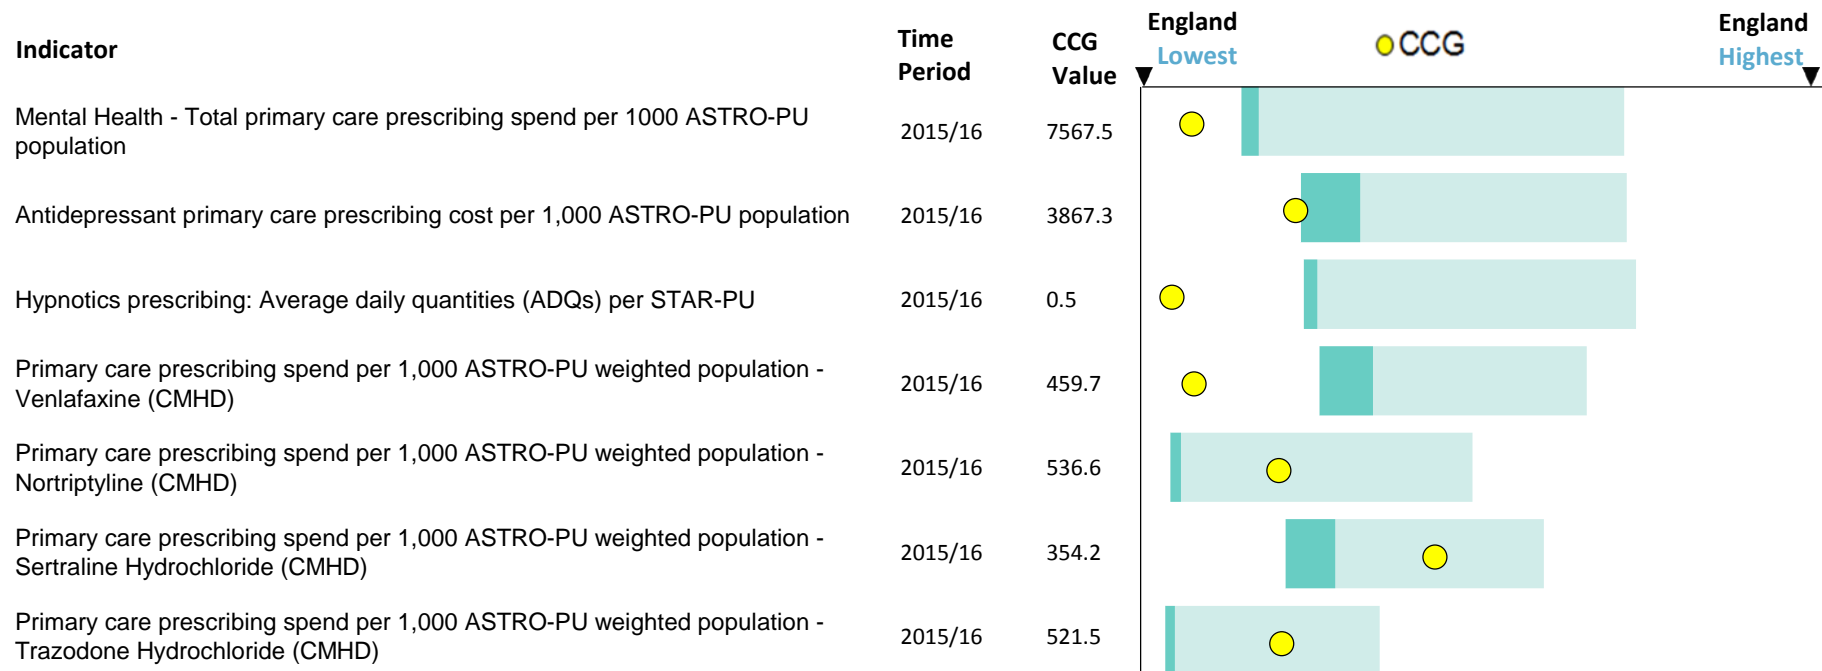 Indicator
Time
Period
CCG
Value
England
Lowest
CCG
England
Highest
Mental Health - Total primary care prescribing spend per 1000 ASTRO-PU
population
2015/16
7567.5
Antidepressant primary care prescribing cost per 1,000 ASTRO-PU population
2015/16
3867.3
Hypnotics prescribing: Average daily quantities (ADQs) per STAR-PU
2015/16
0.5
Primary care prescribing spend per 1,000 ASTRO-PU weighted population -
Venlafaxine (CMHD)
2015/16
459.7
Primary care prescribing spend per 1,000 ASTRO-PU weighted population -
Nortriptyline (CMHD)
2015/16
536.6
Primary care prescribing spend per 1,000 ASTRO-PU weighted population -
Sertraline Hydrochloride (CMHD)
2015/16
354.2
Primary care prescribing spend per 1,000 ASTRO-PU weighted population -
Trazodone Hydrochloride (CMHD)
2015/16
521.5